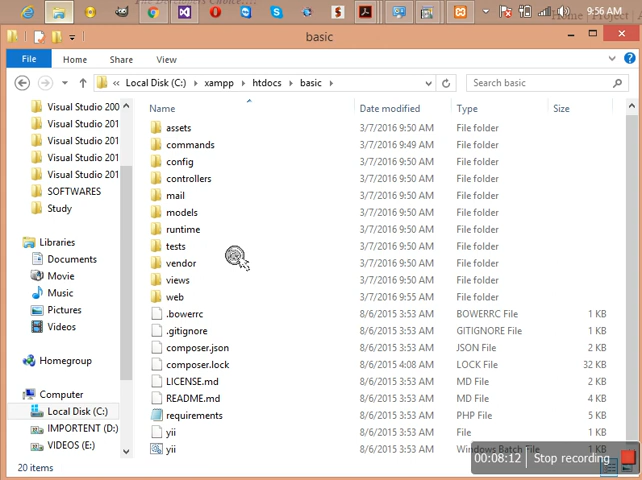 9:56 AM
Home | Project | A
basic
File Home Share View
Local Disk (C:) xampp htdocs basic
Search basic
Name Date modified Type Size
Visual Studio 200
Visual Studio 201
Visual Studio 201
Visual Studio 201
Visual Studio 201
SOFTWARES
Study
Libraries
Documents
Movie
Music
Pictures
Videos
Homegroup
Computer
Local Disk (C:)
IMPORTENT (D:)
VIDEOS (E:)
assets 3/7/2016 9:50 AM File folder
commands 3/7/2016 9:49 AM File folder
config 3/7/2016 9:50 AM File folder
controllers 3/7/2016 9:50 AM File folder
mail 3/7/2016 9:50 AM File folder
models 3/7/2016 9:50 AM File folder
runtime 3/7/2016 9:50 AM File folder
tests 3/7/2016 9:50 AM File folder
vendor 3/7/2016 9:50 AM File folder
views 3/7/2016 9:50 AM File folder
web 3/7/2016 9:55 AM File folder
.bowerrc 8/6/2015 3:53 AM BOWERRC File 1 KB
.gitignore 8/6/2015 3:53 AM GITIGNORE File 1 KB
composer.json 8/6/2015 3:53 AM JSON File 2 KB
composer.lock 8/6/2015 4:08 AM LOCK File 32 KB
LICENSE.md 8/6/2015 3:53 AM MD File 2 KB
README.md 8/6/2015 3:53 AM MD File 4 KB
requirements 8/6/2015 3:53 AM PHP File 5 KB
yii 8/6/2015 3:53 AM File 1 KB
yii 8/6/2015 3:53 AM Windows Batch File 1 KB
00:08:12 Stop recording
20 items